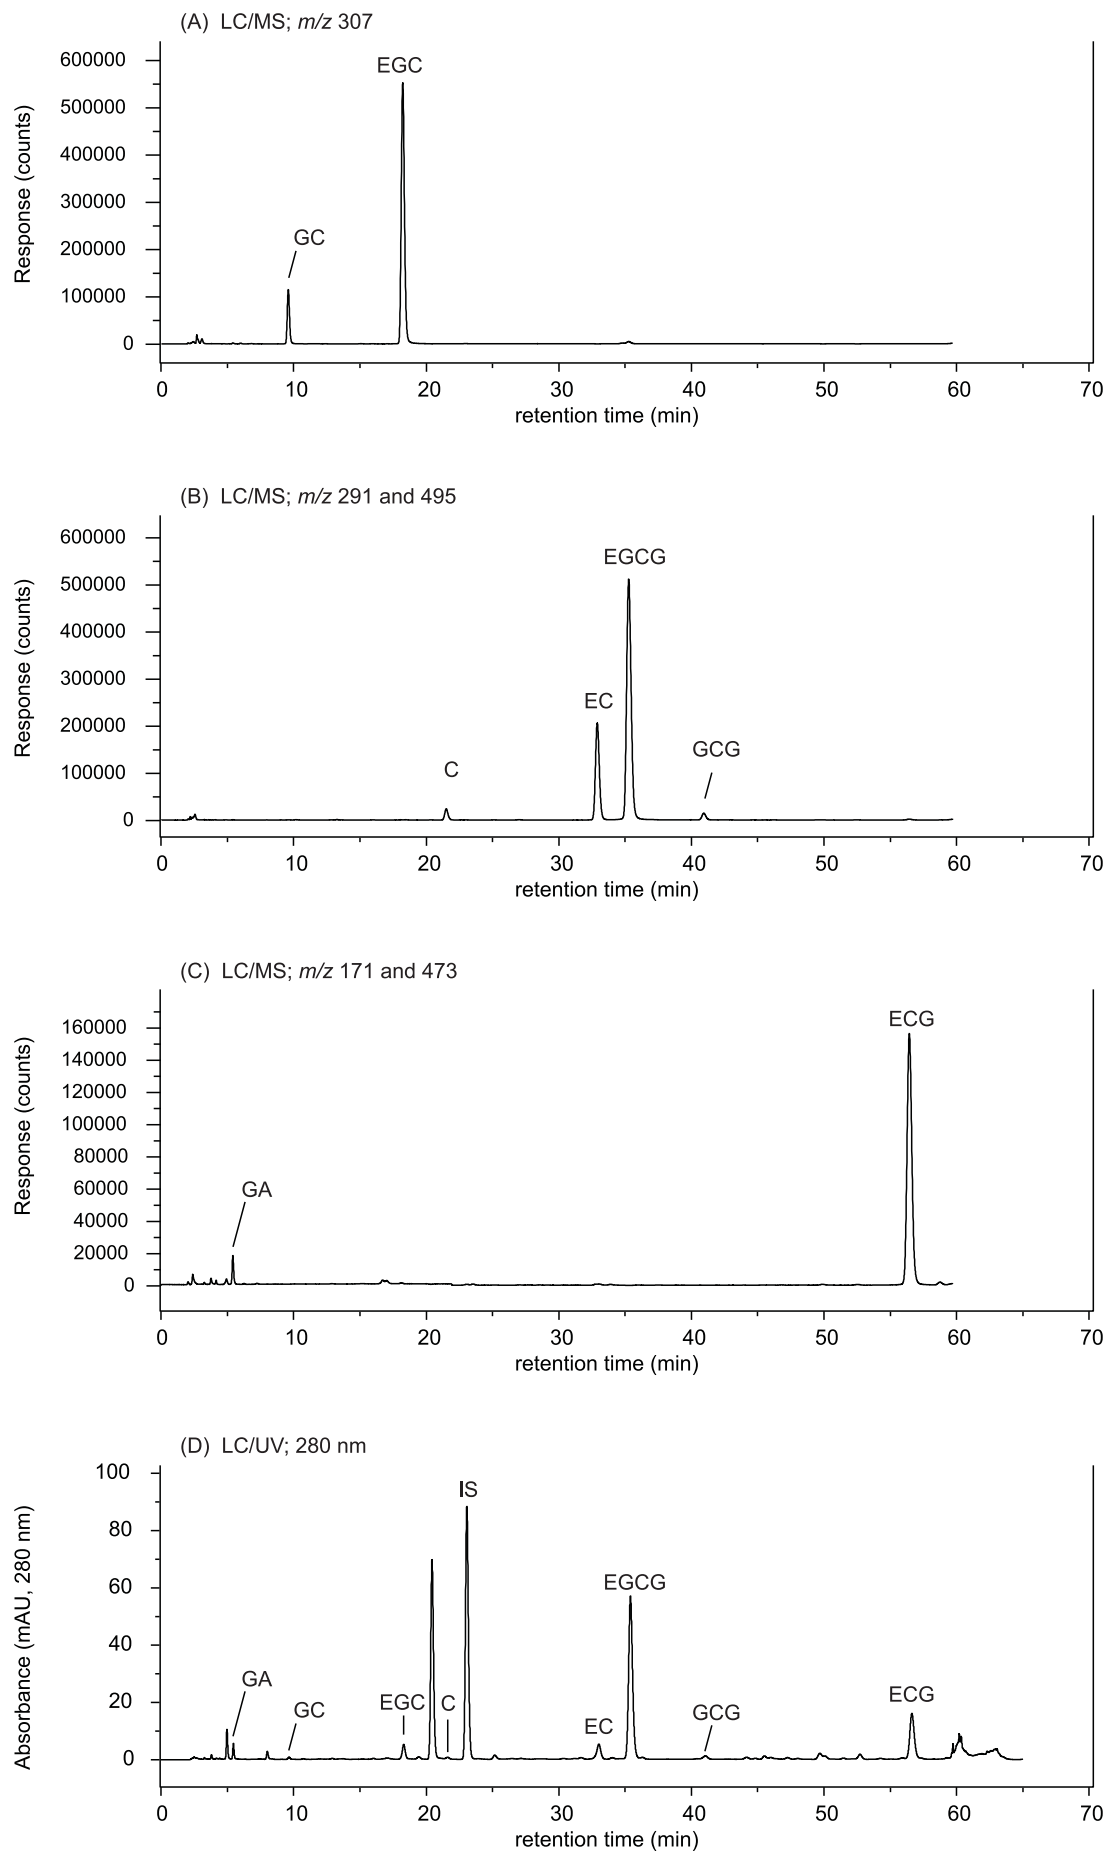 (A) LC/MS; m/z 307
Response (counts)
600000
500000
400000
300000
200000
100000
0
EGC
GC
0 10 20 30 40 50 60 70
retention time (min)
(B) LC/MS; m/z 291 and 495
Response (counts)
600000
500000
400000
300000
200000
100000
0
EGCG
EC
GCG
C
0 10 20 30 40 50 60 70
retention time (min)
(C) LC/MS; m/z 171 and 473
Response (counts)
160000
140000
120000
100000
80000
60000
40000
20000
0
ECG
GA
0 10 20 30 40 50 60 70
retention time (min)
(D) LC/UV; 280 nm
Absorbance (mAU, 280 nm)
100
80
60
40
20
0
IS
EGCG
GA
GC
EGC
C
EC
GCG
ECG
0 10 20 30 40 50 60 70
retention time (min)